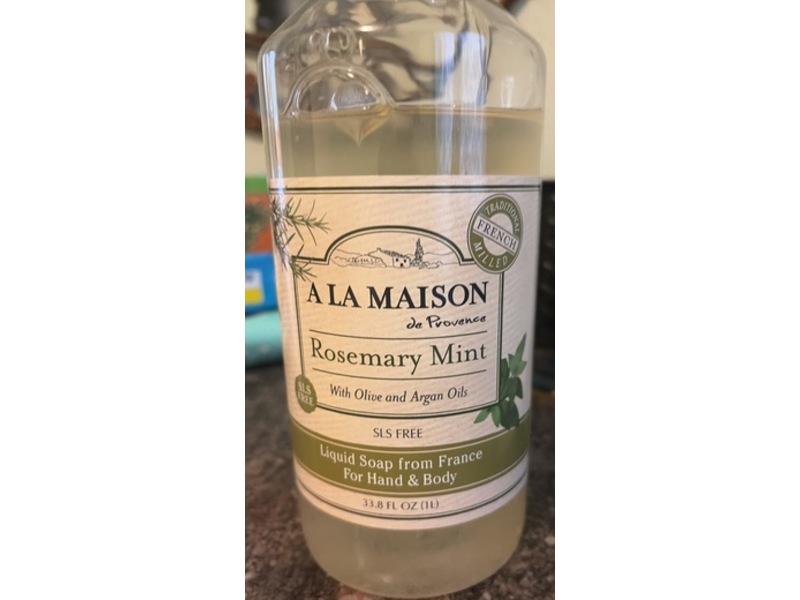 TRADITIONAL
FRENCH
MILLED
A LA MAISON
de Provence
Rosemary Mint
With Olive and Argan Oils
SLS
FREE
SLS FREE
Liquid Soap from France
For Hand & Body
33.8 FL OZ (1L)